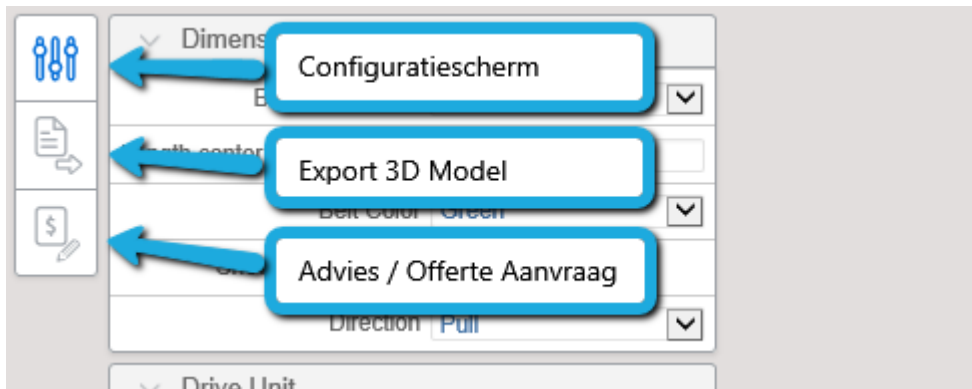 Dimens
Configuratiescherm
Export 3D Model
Belt Color Green
Advies / Offerte Aanvraag
Direction Pull
Drive Unit